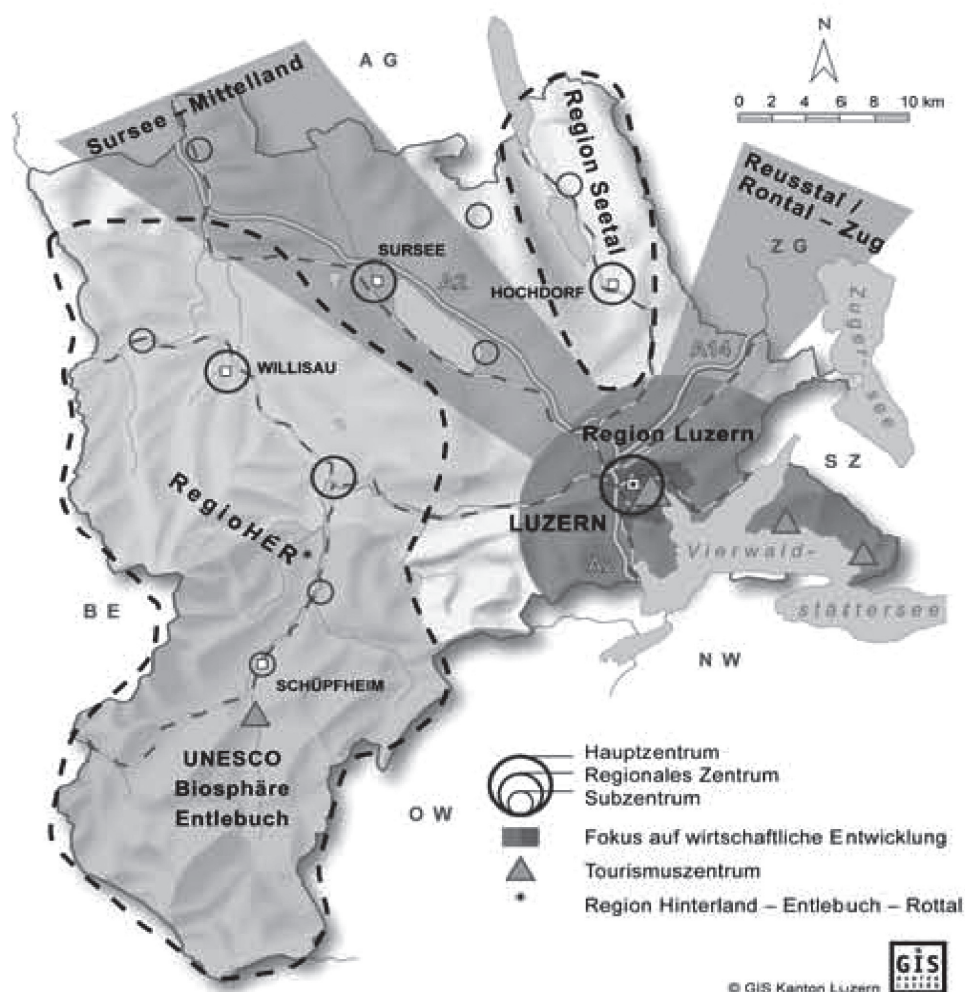 N
0 2 4 6 8 10 km
A G
Sursee – Mittelland
Region Seetal
Reusstal /
Rontal – Zug
Z G
Zugersee
SURSEE
A2
HOCHDORF
A14
WILLISAU
Region Luzern
S Z
LUZERN
RegioHER*
Vierwald-
stättersee
B E
N W
SCHÜPFHEIM
UNESCO
Biosphäre
Entlebuch
O W
Hauptzentrum
Regionales Zentrum
Subzentrum
Fokus auf wirtschaftliche Entwicklung
Tourismuszentrum
* Region Hinterland – Entlebuch – Rottal
© GIS Kanton Luzern
GIS
KANTON
LUZERN